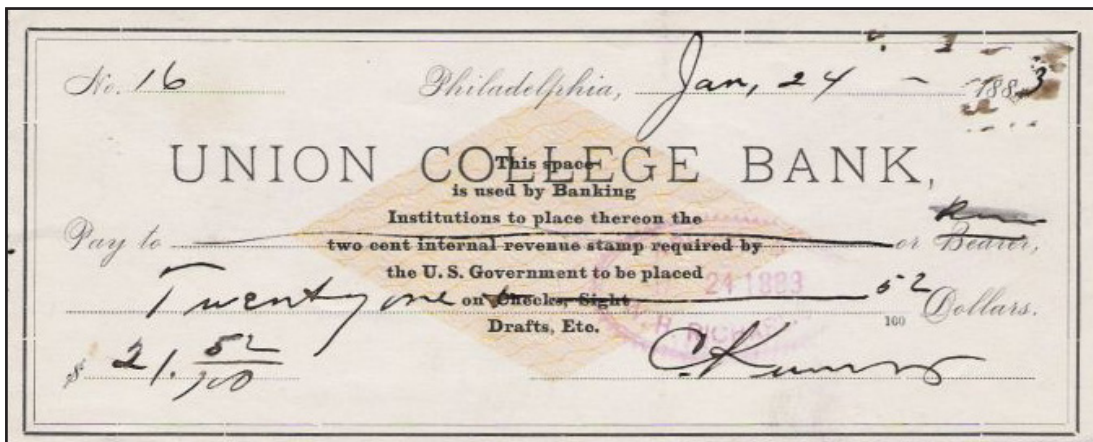 No. 16 Philadelphia, Jan, 24 - 1883
UNION COLLEGE BANK,
This space
is used by Banking
Institutions to place thereon the
two cent internal revenue stamp required by
the U. S. Government to be placed
on Checks, Sight
Drafts, Etc.
Pay to or Bearer,
24 1883
Twenty one 52/100 Dollars.
$ 21. 52/100